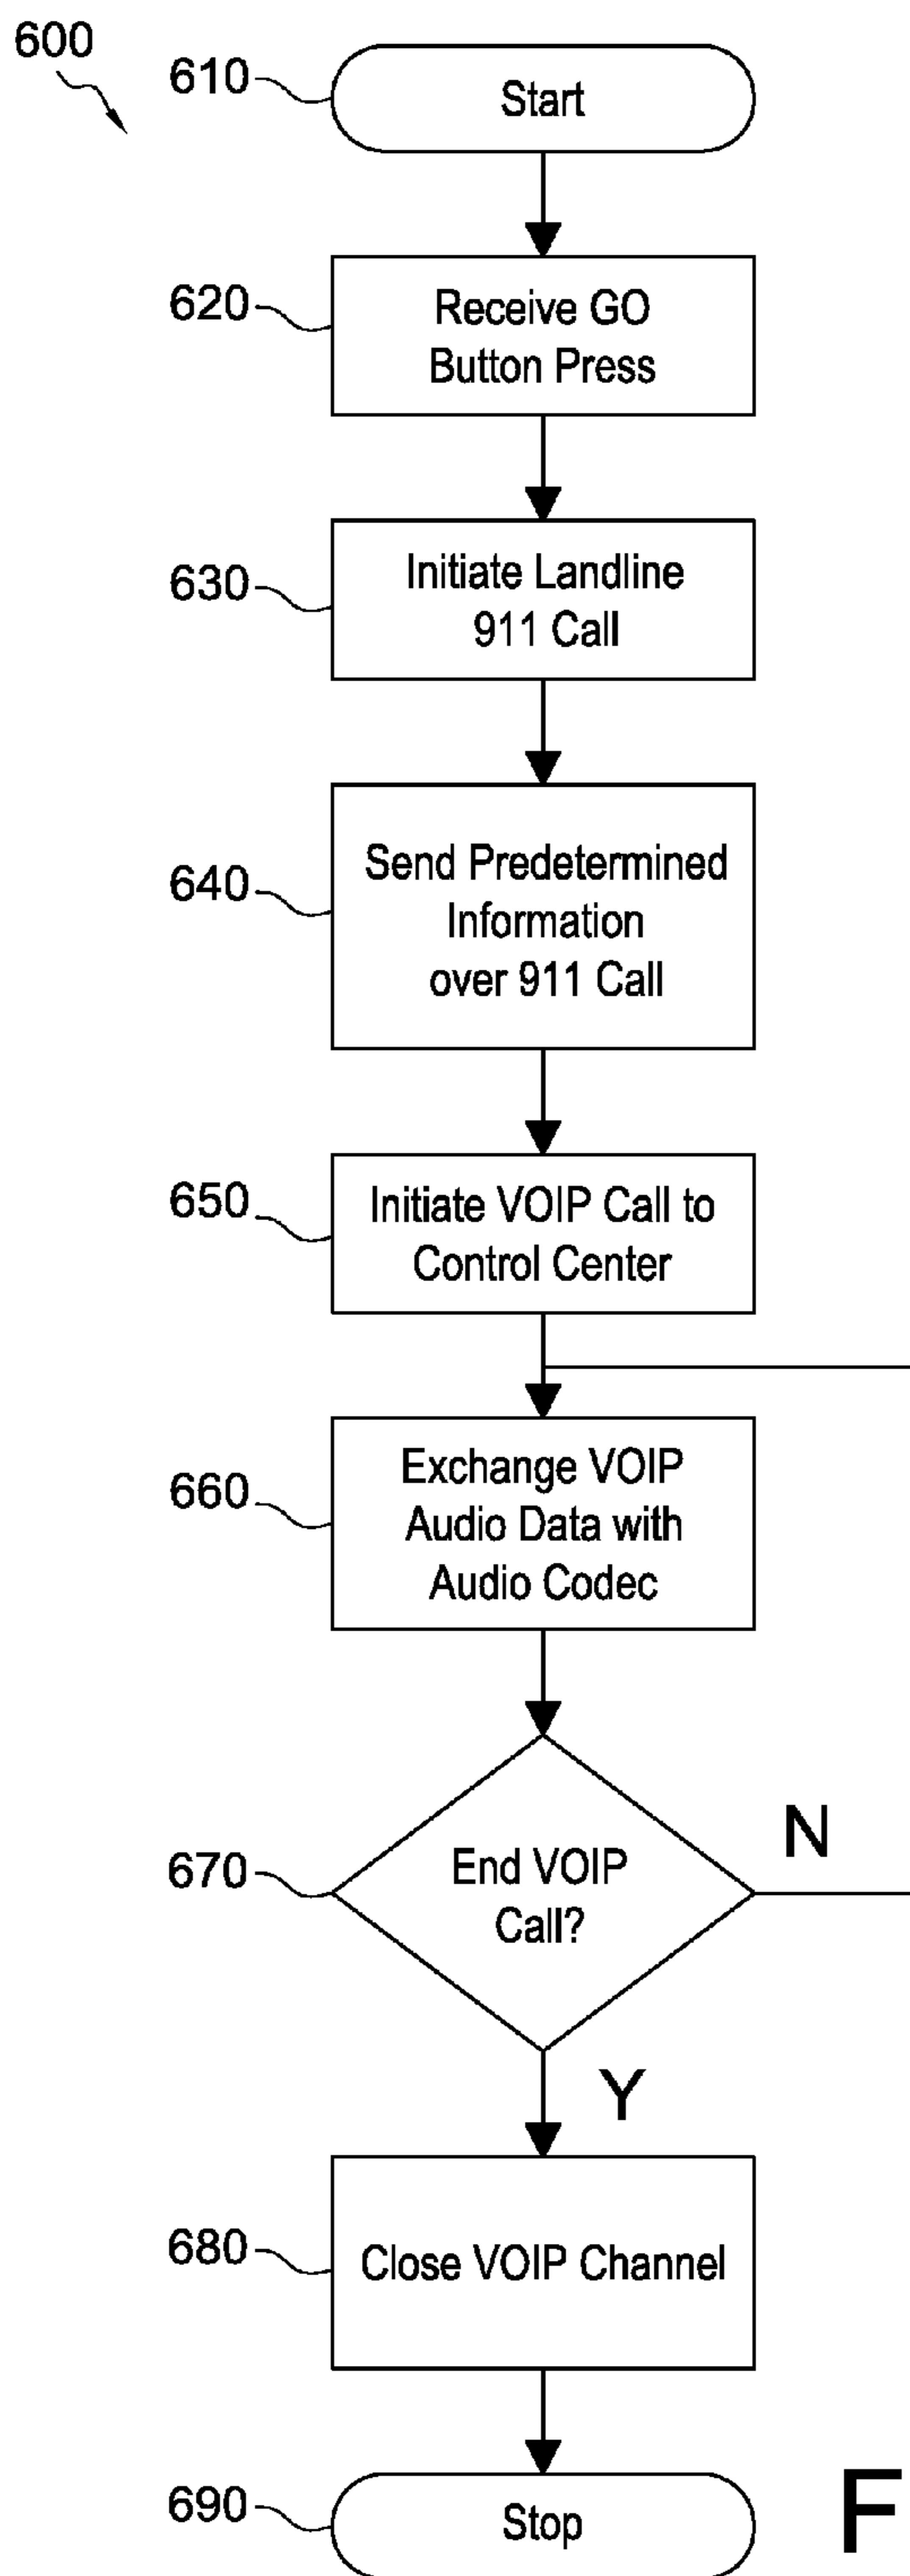 600
610
Start
620
Receive GO
Button Press
630
Initiate Landline
911 Call
640
Send Predetermined
Information
over 911 Call
650
Initiate VOIP Call to
Control Center
660
Exchange VOIP
Audio Data with
Audio Codec
670
End VOIP
Call?
N
Y
680
Close VOIP Channel
690
Stop
F